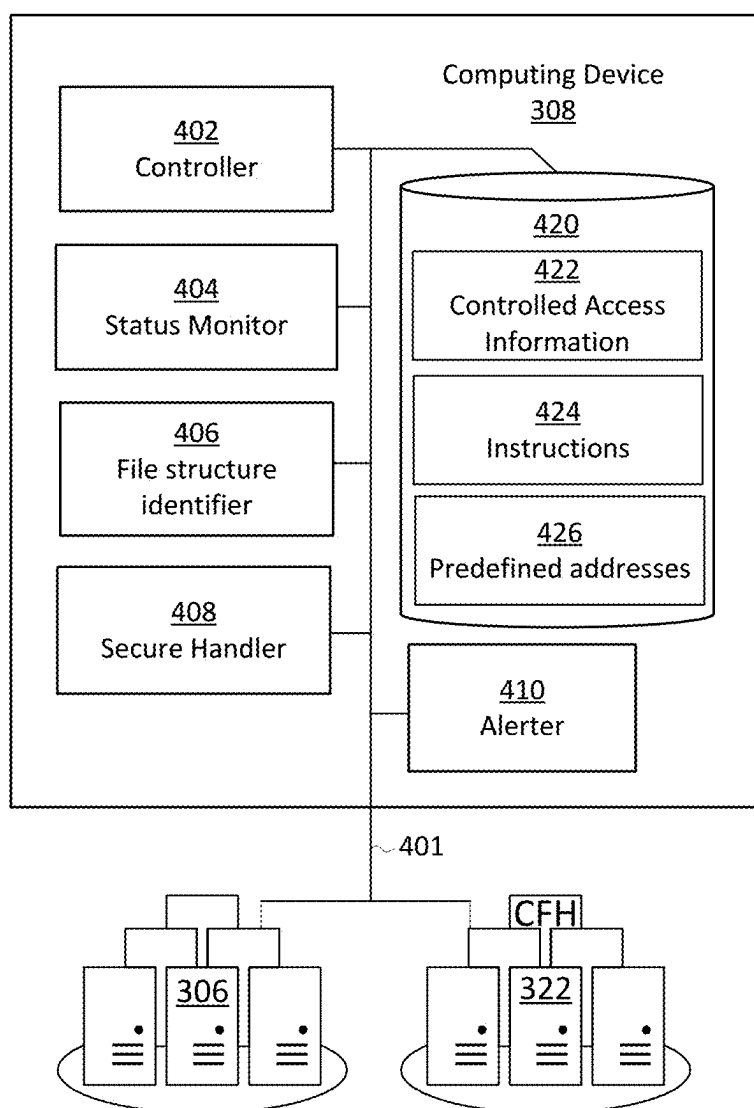 Computing Device
308
402
Controller
404
Status Monitor
406
File structure
identifier
408
Secure Handler
420
422
Controlled Access
Information
424
Instructions
426
Predefined addresses
410
Alerter
401
306
CFH
322